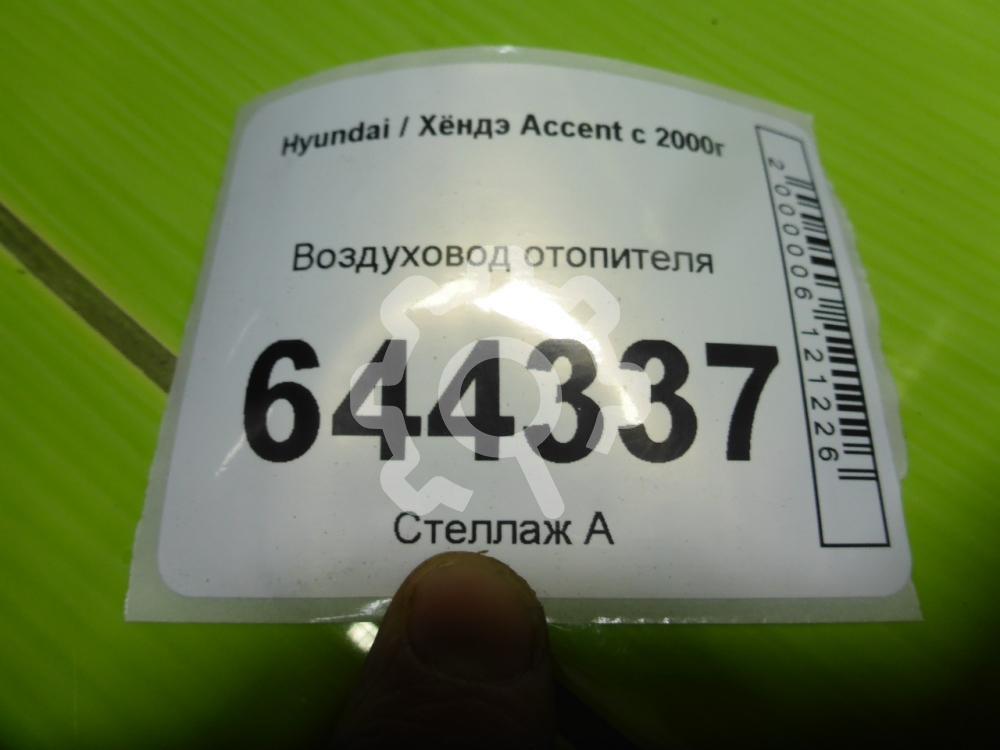 Hyundai / Хёндэ Accent с 2000г
Воздуховод отопителя
644337
Стеллаж А
2000006121226